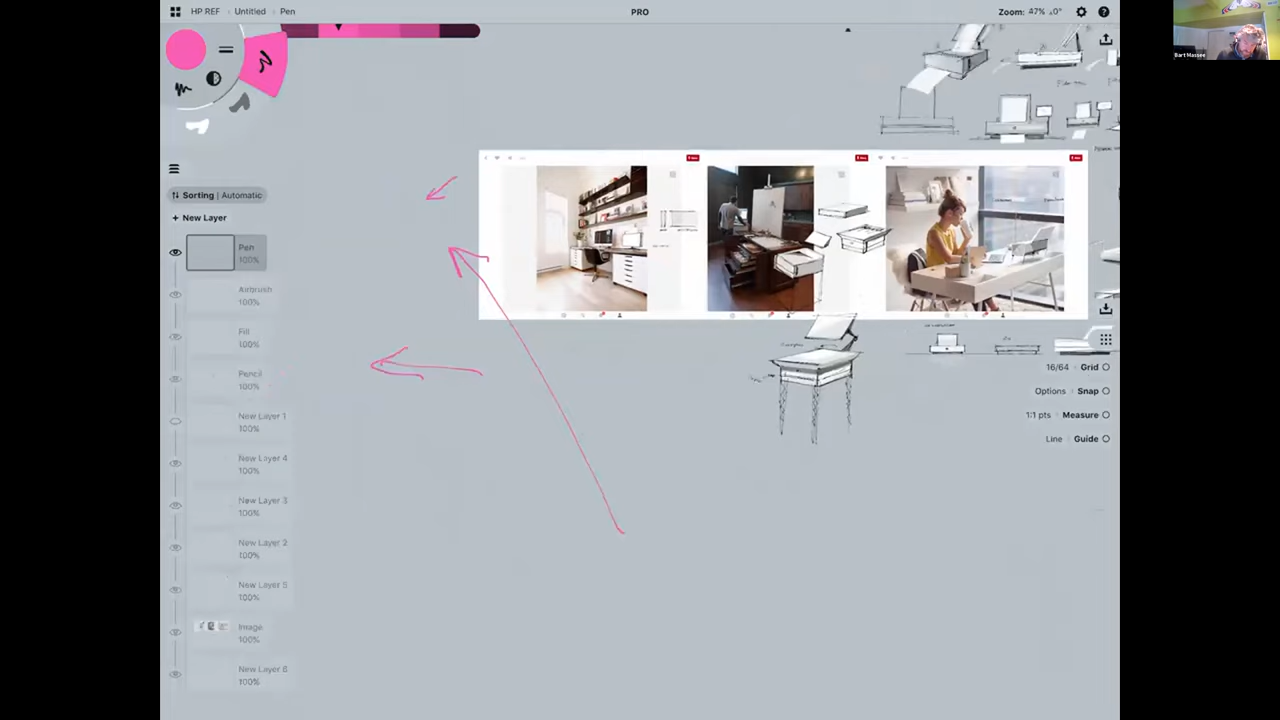 HP REF Untitled Pen
PRO
Zoom: 47% ⦣0°
Bart Massee
Sorting | Automatic
+ New Layer
Pen
100%
Airbrush
100%
Fill
100%
Pencil
100%
New Layer 1
100%
New Layer 4
100%
New Layer 3
100%
New Layer 2
100%
New Layer 5
100%
Image
100%
New Layer 6
100%
16/64 Grid
Options Snap
1:1 pts Measure
Line Guide